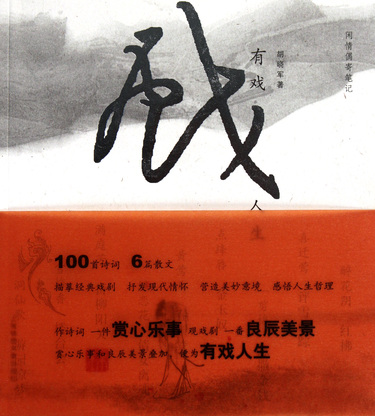 闲情偶寄笔记
戏
有戏人生
胡晓军 著
100首诗词 6篇散文
描摹经典戏剧 抒发现代情怀 营造美妙意境 感悟人生哲理
作诗词 一件赏心乐事 观戏剧 一番良辰美景
赏心乐事和良辰美景叠加，便为有戏人生